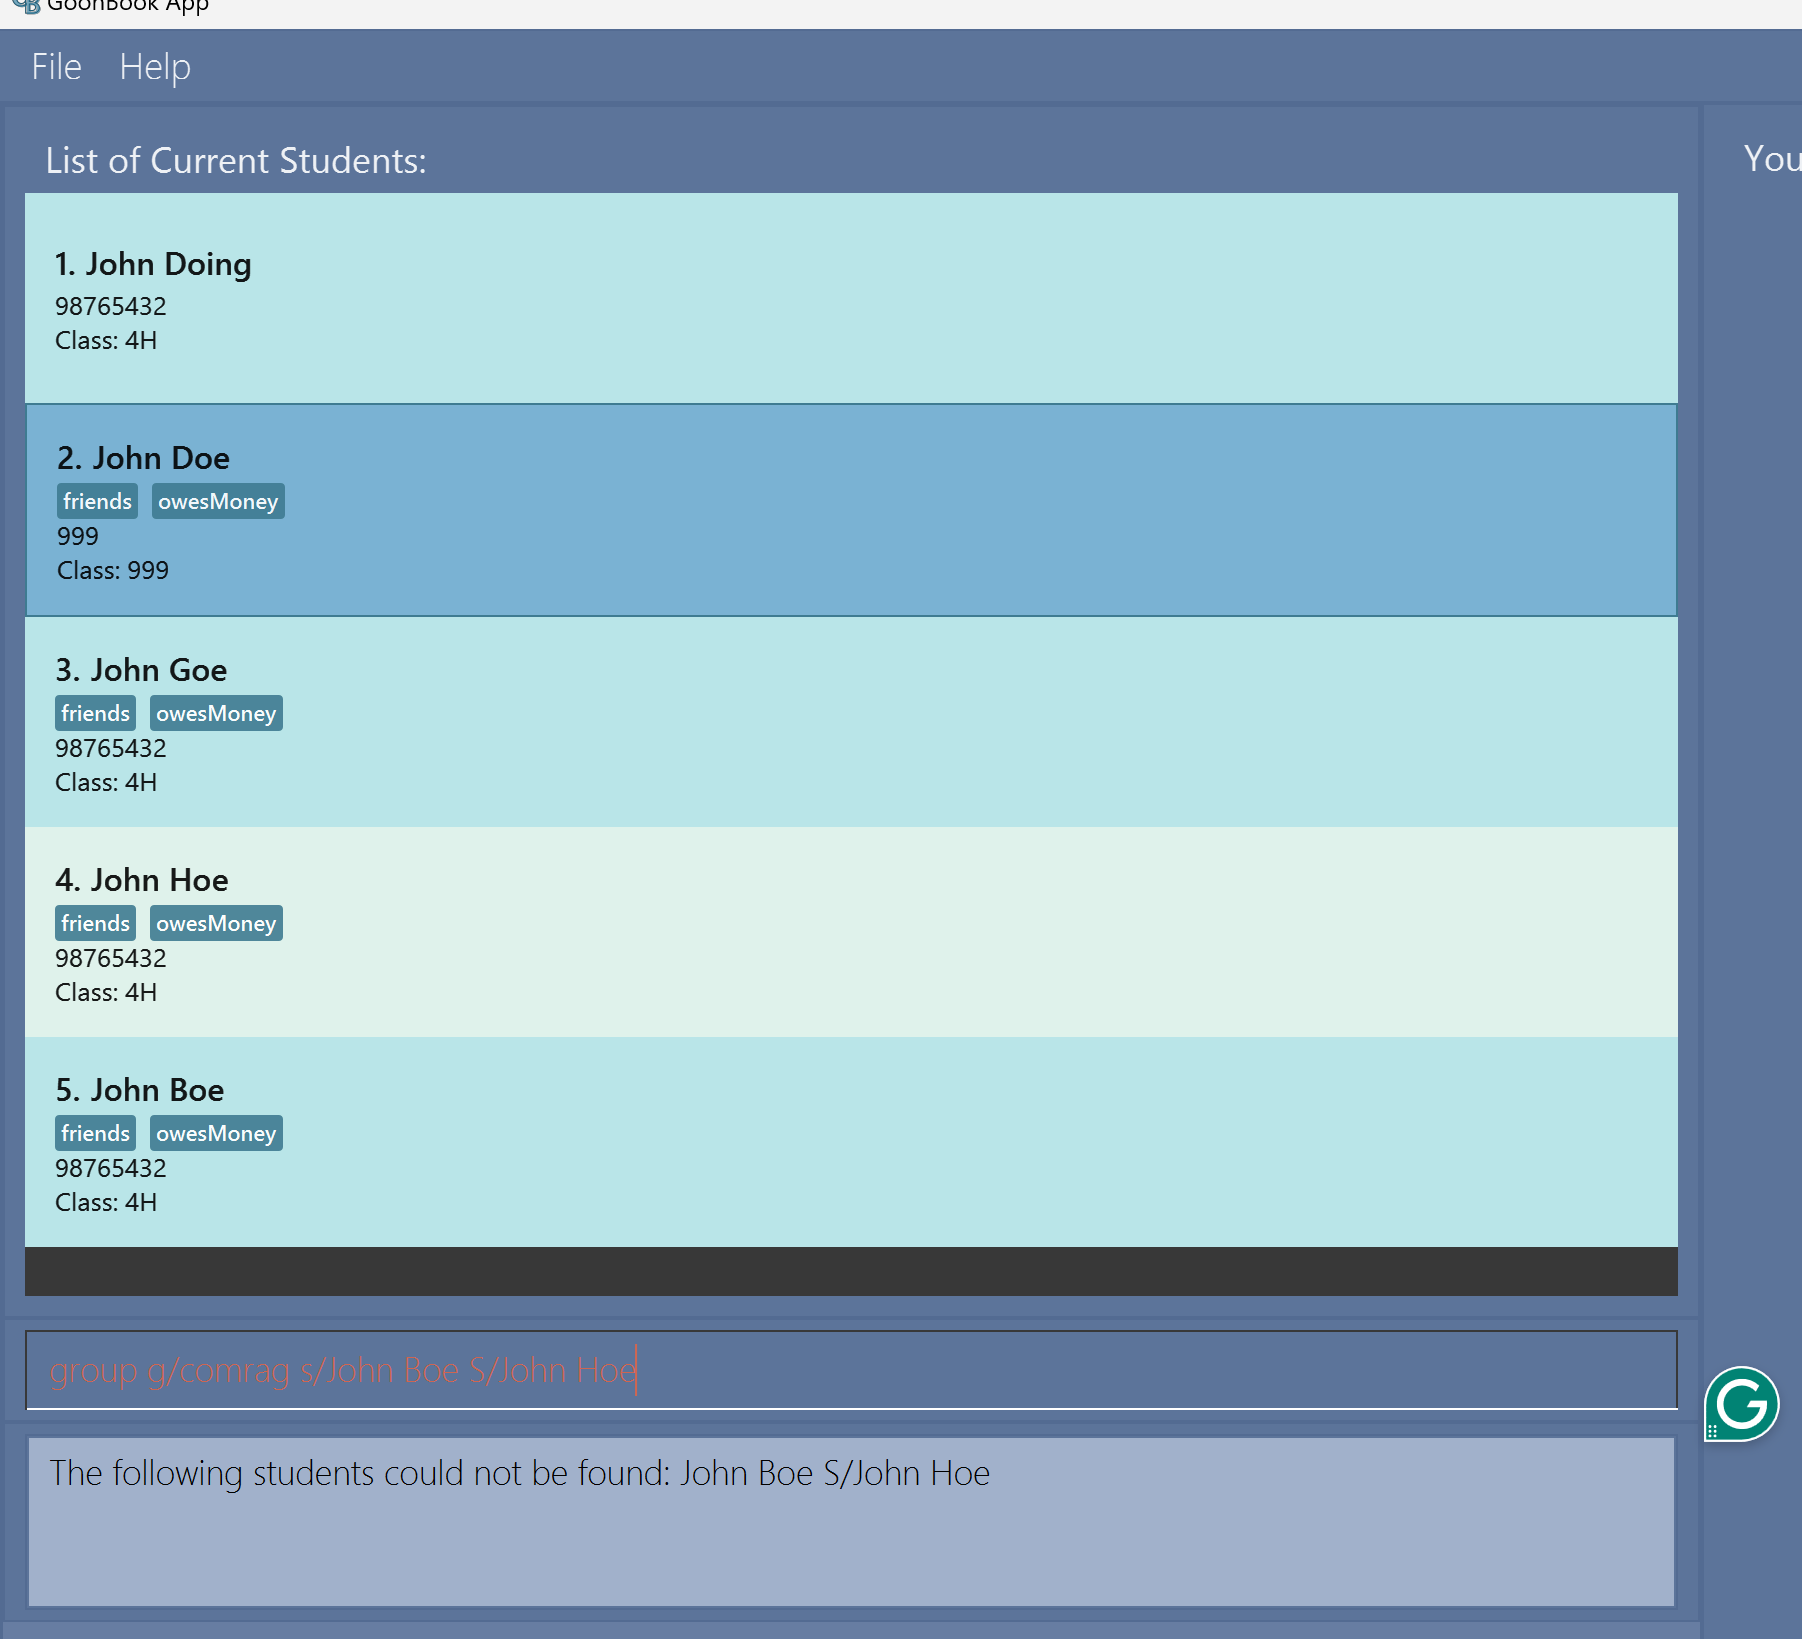 GoonBook App
File Help
List of Current Students:
You
1. John Doing
98765432
Class: 4H
2. John Doe
friends owesMoney
999
Class: 999
3. John Goe
friends owesMoney
98765432
Class: 4H
4. John Hoe
friends owesMoney
98765432
Class: 4H
5. John Boe
friends owesMoney
98765432
Class: 4H
group g/comrag s/John Boe S/John Hoe
G
The following students could not be found: John Boe S/John Hoe